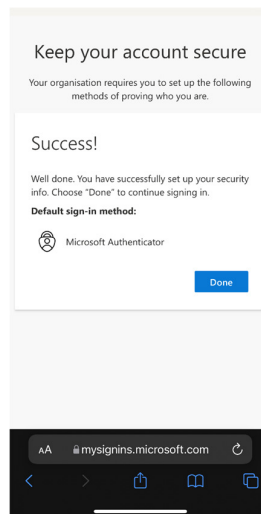 Keep your account secure
Your organisation requires you to set up the following
methods of proving who you are.
Success!
Well done. You have successfully set up your security
info. Choose "Done" to continue signing in.
Default sign-in method:
Microsoft Authenticator
Done
AA mysignins.microsoft.com